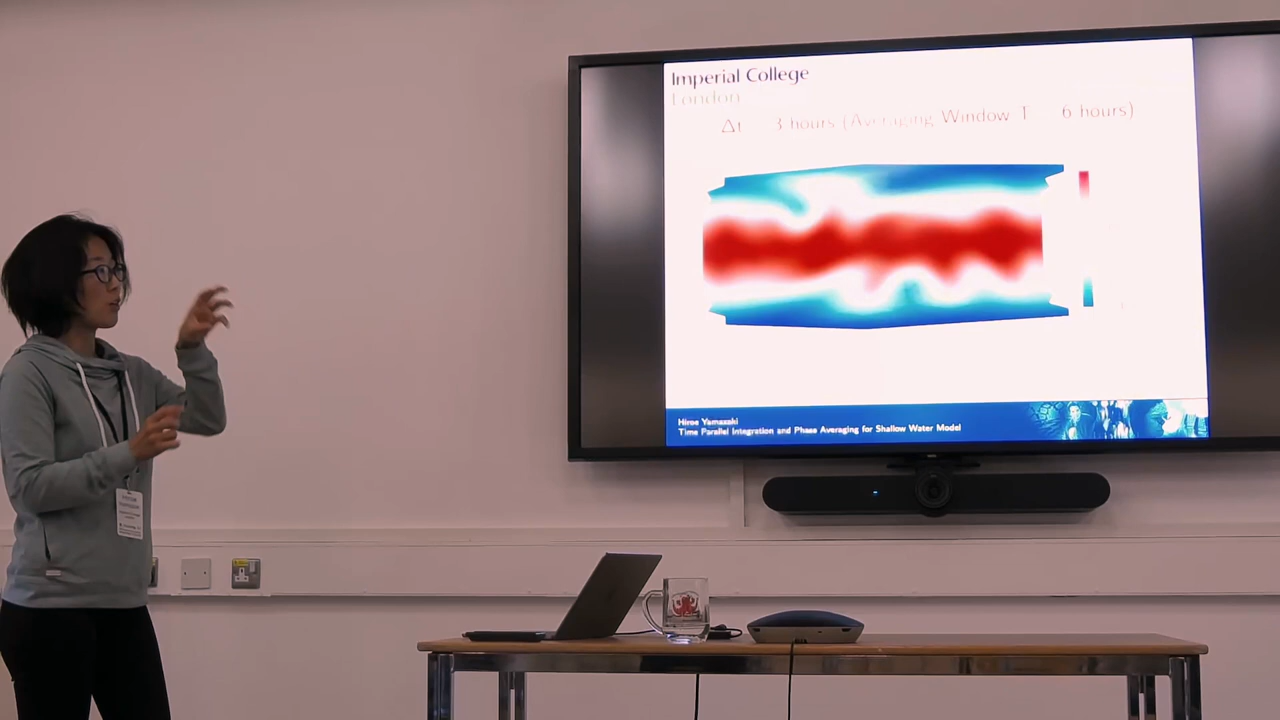 Imperial College
London
Δt 3 hours (Averaging Window T 6 hours)
Hiroe Yamazaki
Time Parallel Integration and Phase Averaging for Shallow Water Model